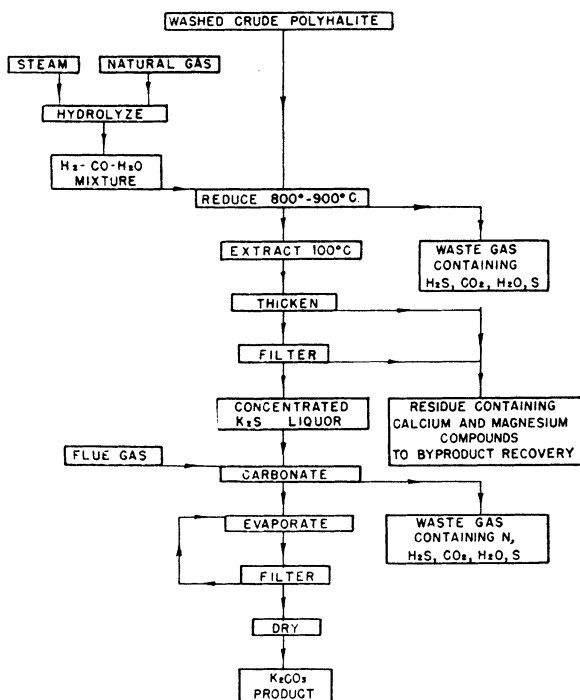 WASHED CRUDE POLYHALITE
STEAM
NATURAL GAS
HYDROLYZE
H₂-CO-H₂O
MIXTURE
REDUCE 800°-900°C.
EXTRACT 100°C
WASTE GAS
CONTAINING
H₂S, CO₂, H₂O, S
THICKEN
FILTER
CONCENTRATED
K₂S LIQUOR
RESIDUE CONTAINING
CALCIUM AND MAGNESIUM
COMPOUNDS
TO BYPRODUCT RECOVERY
FLUE GAS
CARBONATE
EVAPORATE
WASTE GAS
CONTAINING N,
H₂S, CO₂, H₂O, S
FILTER
DRY
K₂CO₃
PRODUCT